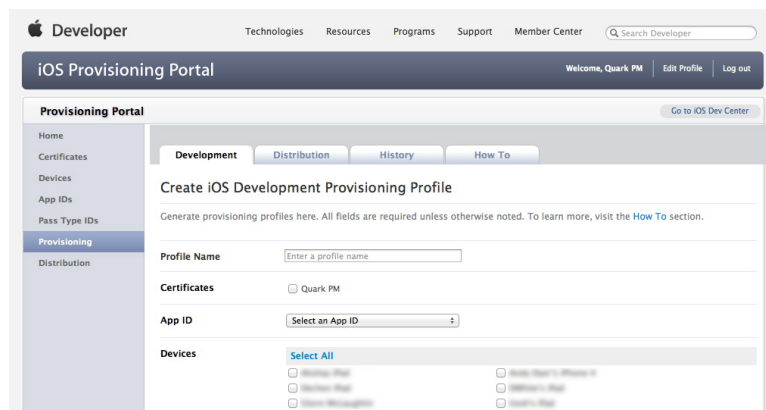 Developer
Technologies Resources Programs Support Member Center Search Developer
iOS Provisioning Portal
Welcome, Quark PM Edit Profile Log out
Provisioning Portal
Go to iOS Dev Center
Home
Certificates
Devices
App IDs
Pass Type IDs
Provisioning
Distribution
Development Distribution History How To
Create iOS Development Provisioning Profile
Generate provisioning profiles here. All fields are required unless otherwise noted. To learn more, visit the How To section.
Profile Name Enter a profile name
Certificates Quark PM
App ID Select an App ID
Devices Select All